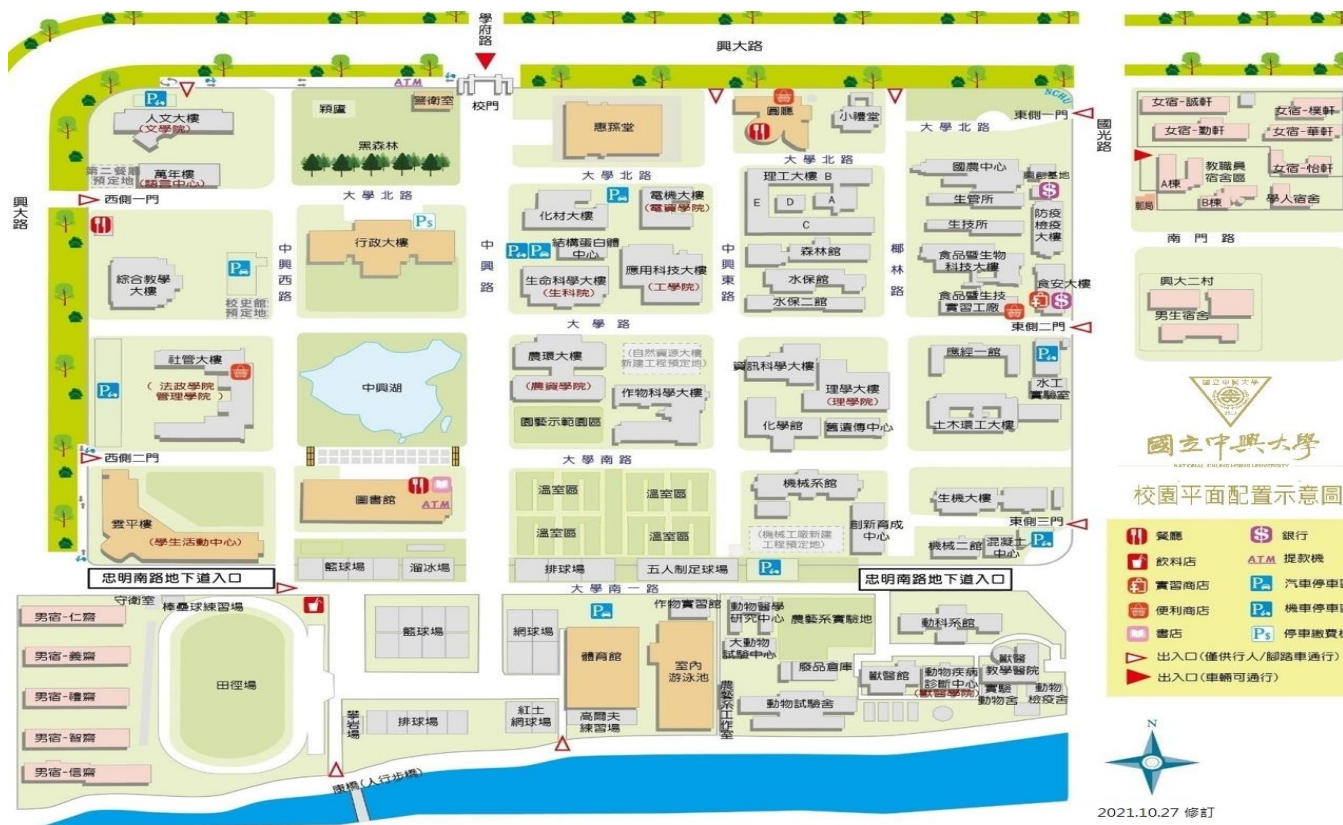 學府路
興大路
校門
ATM
警衛室
穎廬
黑森林
人文大樓
(文學院)
第二餐廳
預定地
萬年樓
(語言中心)
西側一門
興大路
大學北路
惠蓀堂
圓廳
小禮堂
NCHU
東側一門
國光路
大學北路
大學北路
大學北路
女宿-誠軒
女宿-樸軒
女宿-勤軒
女宿-華軒
女宿-怡軒
A棟
教職員
宿舍區
B棟
學人宿舍
郵局
南門路
興大二村
男生宿舍
綜合教學
大樓
校史館
預定地
中興西路
行政大樓
中興路
化材大樓
電機大樓
(電資學院)
結構蛋白體
中心
生命科學大樓
(生科院)
應用科技大樓
(工學院)
中興東路
理工大樓 B
E
D
A
C
森林館
水保館
水保二館
椰林路
國農中心
興創基地
生管所
生技所
防疫
檢疫
大樓
食品暨生物
科技大樓
食安大樓
食品暨生技
實習工廠
大學路
東側二門
社管大樓
(法政學院
管理學院)
中興湖
農環大樓
(農資學院)
(自然資源大樓
新建工程預定地)
作物科學大樓
園藝示範園區
資訊科學大樓
理學大樓
(理學院)
化學館
舊遺傳中心
應經一館
水工
實驗室
土木環工大樓
西側二門
大學南路
雲平樓
(學生活動中心)
圖書館
ATM
溫室區
溫室區
溫室區
溫室區
機械系館
(機械工廠新建
工程預定地)
創新育成
中心
生機大樓
東側三門
機械二館
混凝土
中心
籃球場
溜冰場
排球場
五人制足球場
忠明南路地下道入口
忠明南路地下道入口
大學南一路
守衛室
棒壘球練習場
男宿-仁齋
男宿-義齋
男宿-禮齋
男宿-智齋
男宿-信齋
田徑場
籃球場
網球場
攀岩場
排球場
紅土
網球場
體育館
高爾夫
練習場
作物實習館
室內
游泳池
動物醫學
研究中心
大動物
試驗中心
農藝系實驗地
廢品倉庫
農藝系工作室
動物試驗舍
動科系館
獸醫館
動物疾病
診斷中心
(獸醫學院)
獸醫
教學醫院
實驗
動物舍
動物
檢疫舍
康橋(人行步橋)
國立中興大學
國立中興大學
NATIONAL CHUNG HSING UNIVERSITY
校園平面配置示意圖
餐廳
銀行
飲料店
ATM 提款機
實習商店
汽車停車
便利商店
機車停車
書店
Ps 停車繳費
出入口(僅供行人/腳踏車通行)
出入口(車輛可通行)
N
2021.10.27 修訂